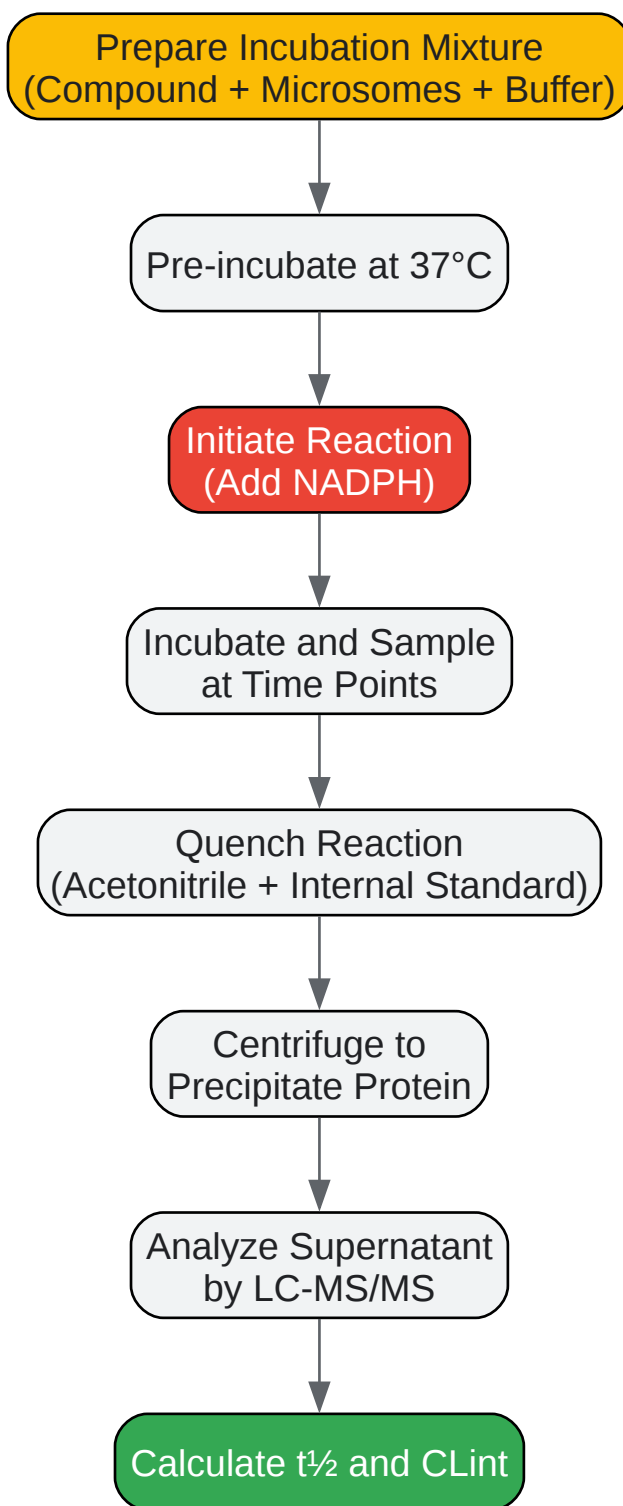 Prepare Incubation Mixture
(Compound + Microsomes + Buffer)
Pre-incubate at 37°C
Initiate Reaction
(Add NADPH)
Incubate and Sample
at Time Points
Quench Reaction
(Acetonitrile + Internal Standard)
Centrifuge to
Precipitate Protein
Analyze Supernatant
by LC-MS/MS
Calculate t½ and CLint